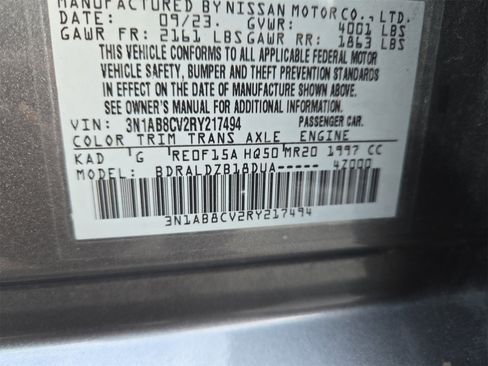 MANUFACTURED BY NISSAN MOTOR CO., LTD.
DATE: 09/23. GVWR: 4001 LBS
GAWR FR: 2161 LBS GAWR RR: 1863 LBS
THIS VEHICLE CONFORMS TO ALL APPLICABLE FEDERAL MOTOR
VEHICLE SAFETY, BUMPER AND THEFT PREVENTION STANDARDS
IN EFFECT ON THE DATE OF MANUFACTURE SHOWN ABOVE.
SEE OWNER'S MANUAL FOR ADDITIONAL INFORMATION.
VIN: 3N1AB8CV2RY217494 PASSENGER CAR.
COLOR TRIM TRANS AXLE ENGINE
KAD G RE0F15A HQ50 MR20 1997 CC
MODEL: BDRALDZB18DUA----- 47000
3N1AB8CV2RY217494